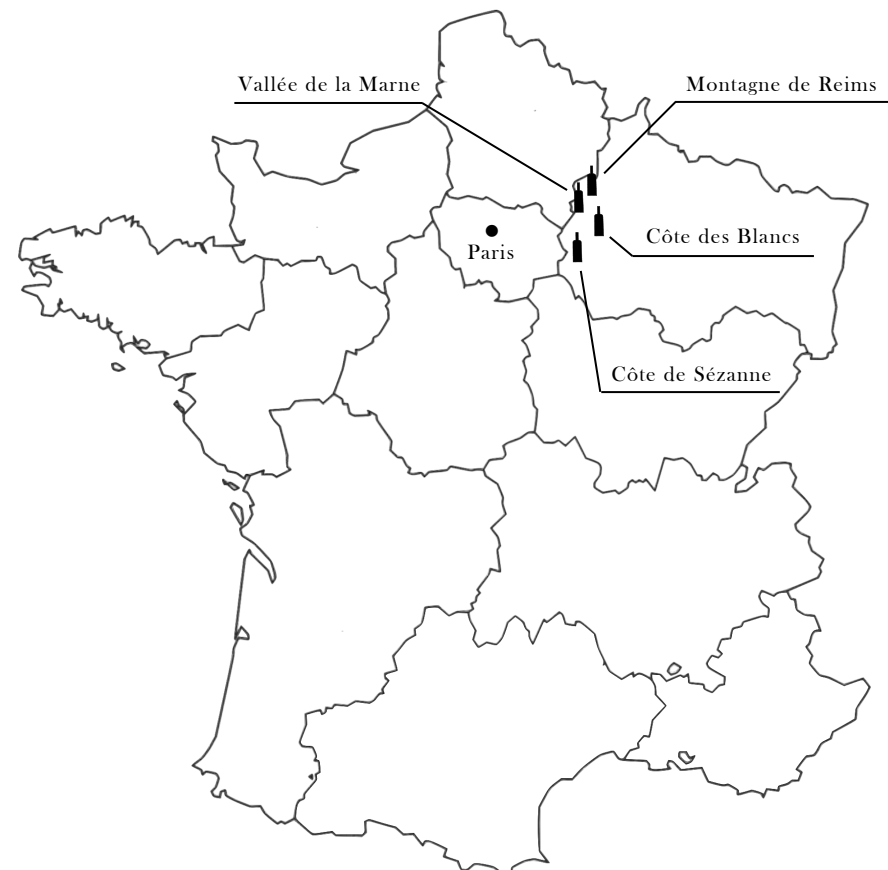 Vallée de la Marne
Montagne de Reims
Côte des Blancs
Paris
Côte de Sézanne